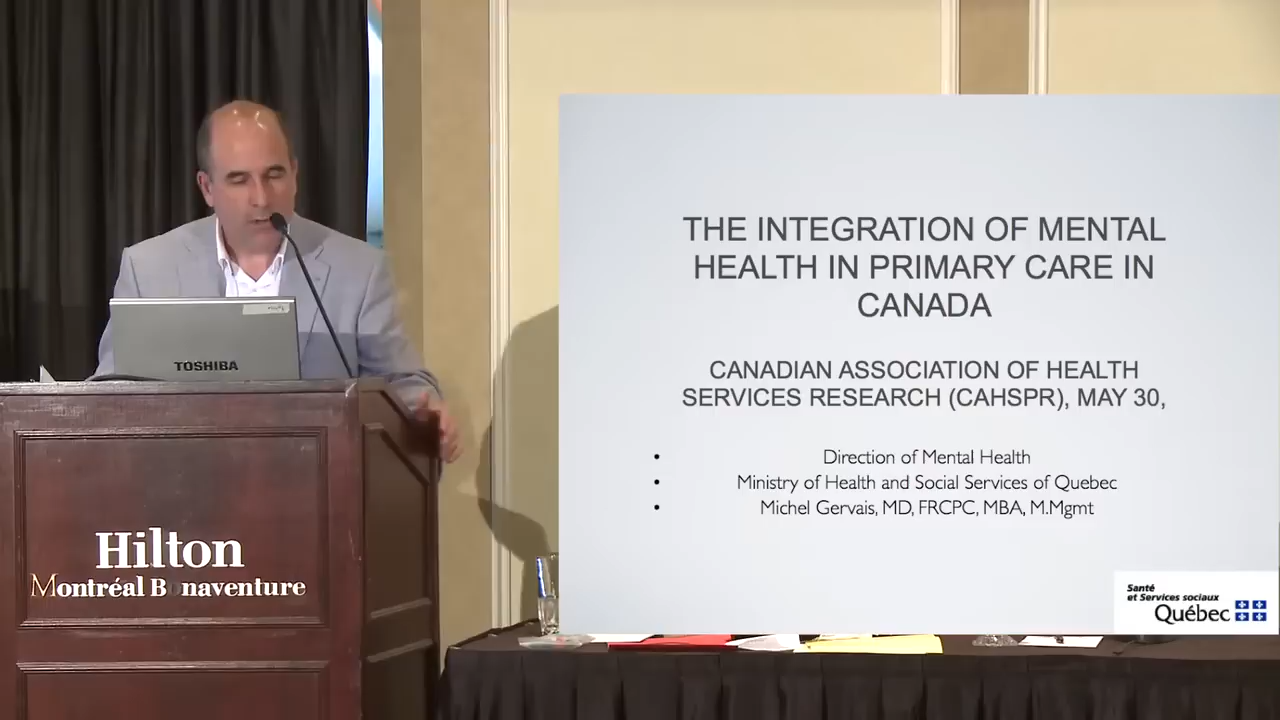 TOSHIBA
Hilton
Montréal Bonaventure
THE INTEGRATION OF MENTAL
HEALTH IN PRIMARY CARE IN
CANADA
CANADIAN ASSOCIATION OF HEALTH
SERVICES RESEARCH (CAHSPR), MAY 30,
• Direction of Mental Health
• Ministry of Health and Social Services of Quebec
• Michel Gervais, MD, FRCPC, MBA, M.Mgmt
Santé
et Services sociaux
Québec